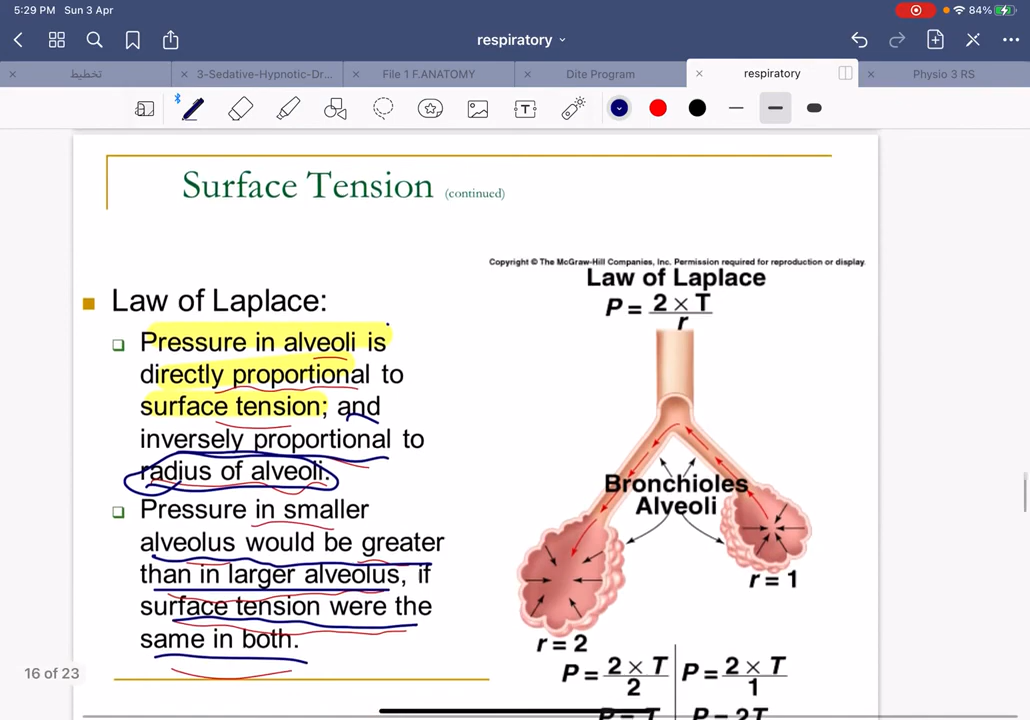 5:29 PM Sun 3 Apr
84%
respiratory
تخطيط
3-Sedative-Hypnotic-Dr...
File 1 F.ANATOMY
Dite Program
respiratory
Physio 3 RS
Surface Tension (continued)
Copyright © The McGraw-Hill Companies, Inc. Permission required for reproduction or display.
Law of Laplace
P = 2 × T / r
Law of Laplace:
Pressure in alveoli is
directly proportional to
surface tension; and
inversely proportional to
radius of alveoli.
Pressure in smaller
alveolus would be greater
than in larger alveolus, if
surface tension were the
same in both.
Bronchioles
Alveoli
r = 1
r = 2
P = 2 × T / 2
P = 2 × T / 1
P = T
P = 2T
16 of 23